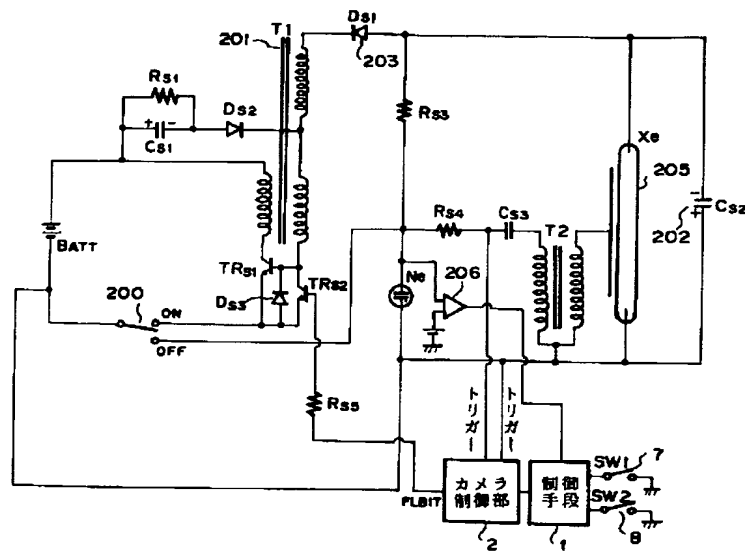 201
T1
DS1
203
RS1
DS2
CS1
+
-
RS3
Xe
205
-
+
202
CS2
BATT
RS4
CS3
T2
TRS1
TRS2
DS3
Ne
206
200
ON
OFF
RS5
トリガー
トリガー
FLBIT
カメラ
制御部
2
制御
手段
1
SW1
7
SW2
8